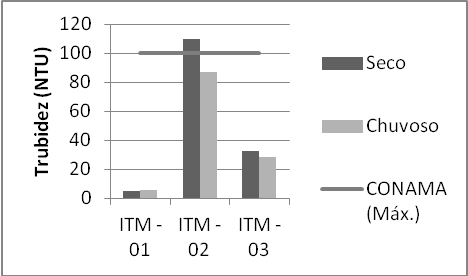 Trubidez (NTU)
120
100
80
60
40
20
0
ITM -
01
ITM -
02
ITM -
03
Seco
Chuvoso
CONAMA
(Máx.)